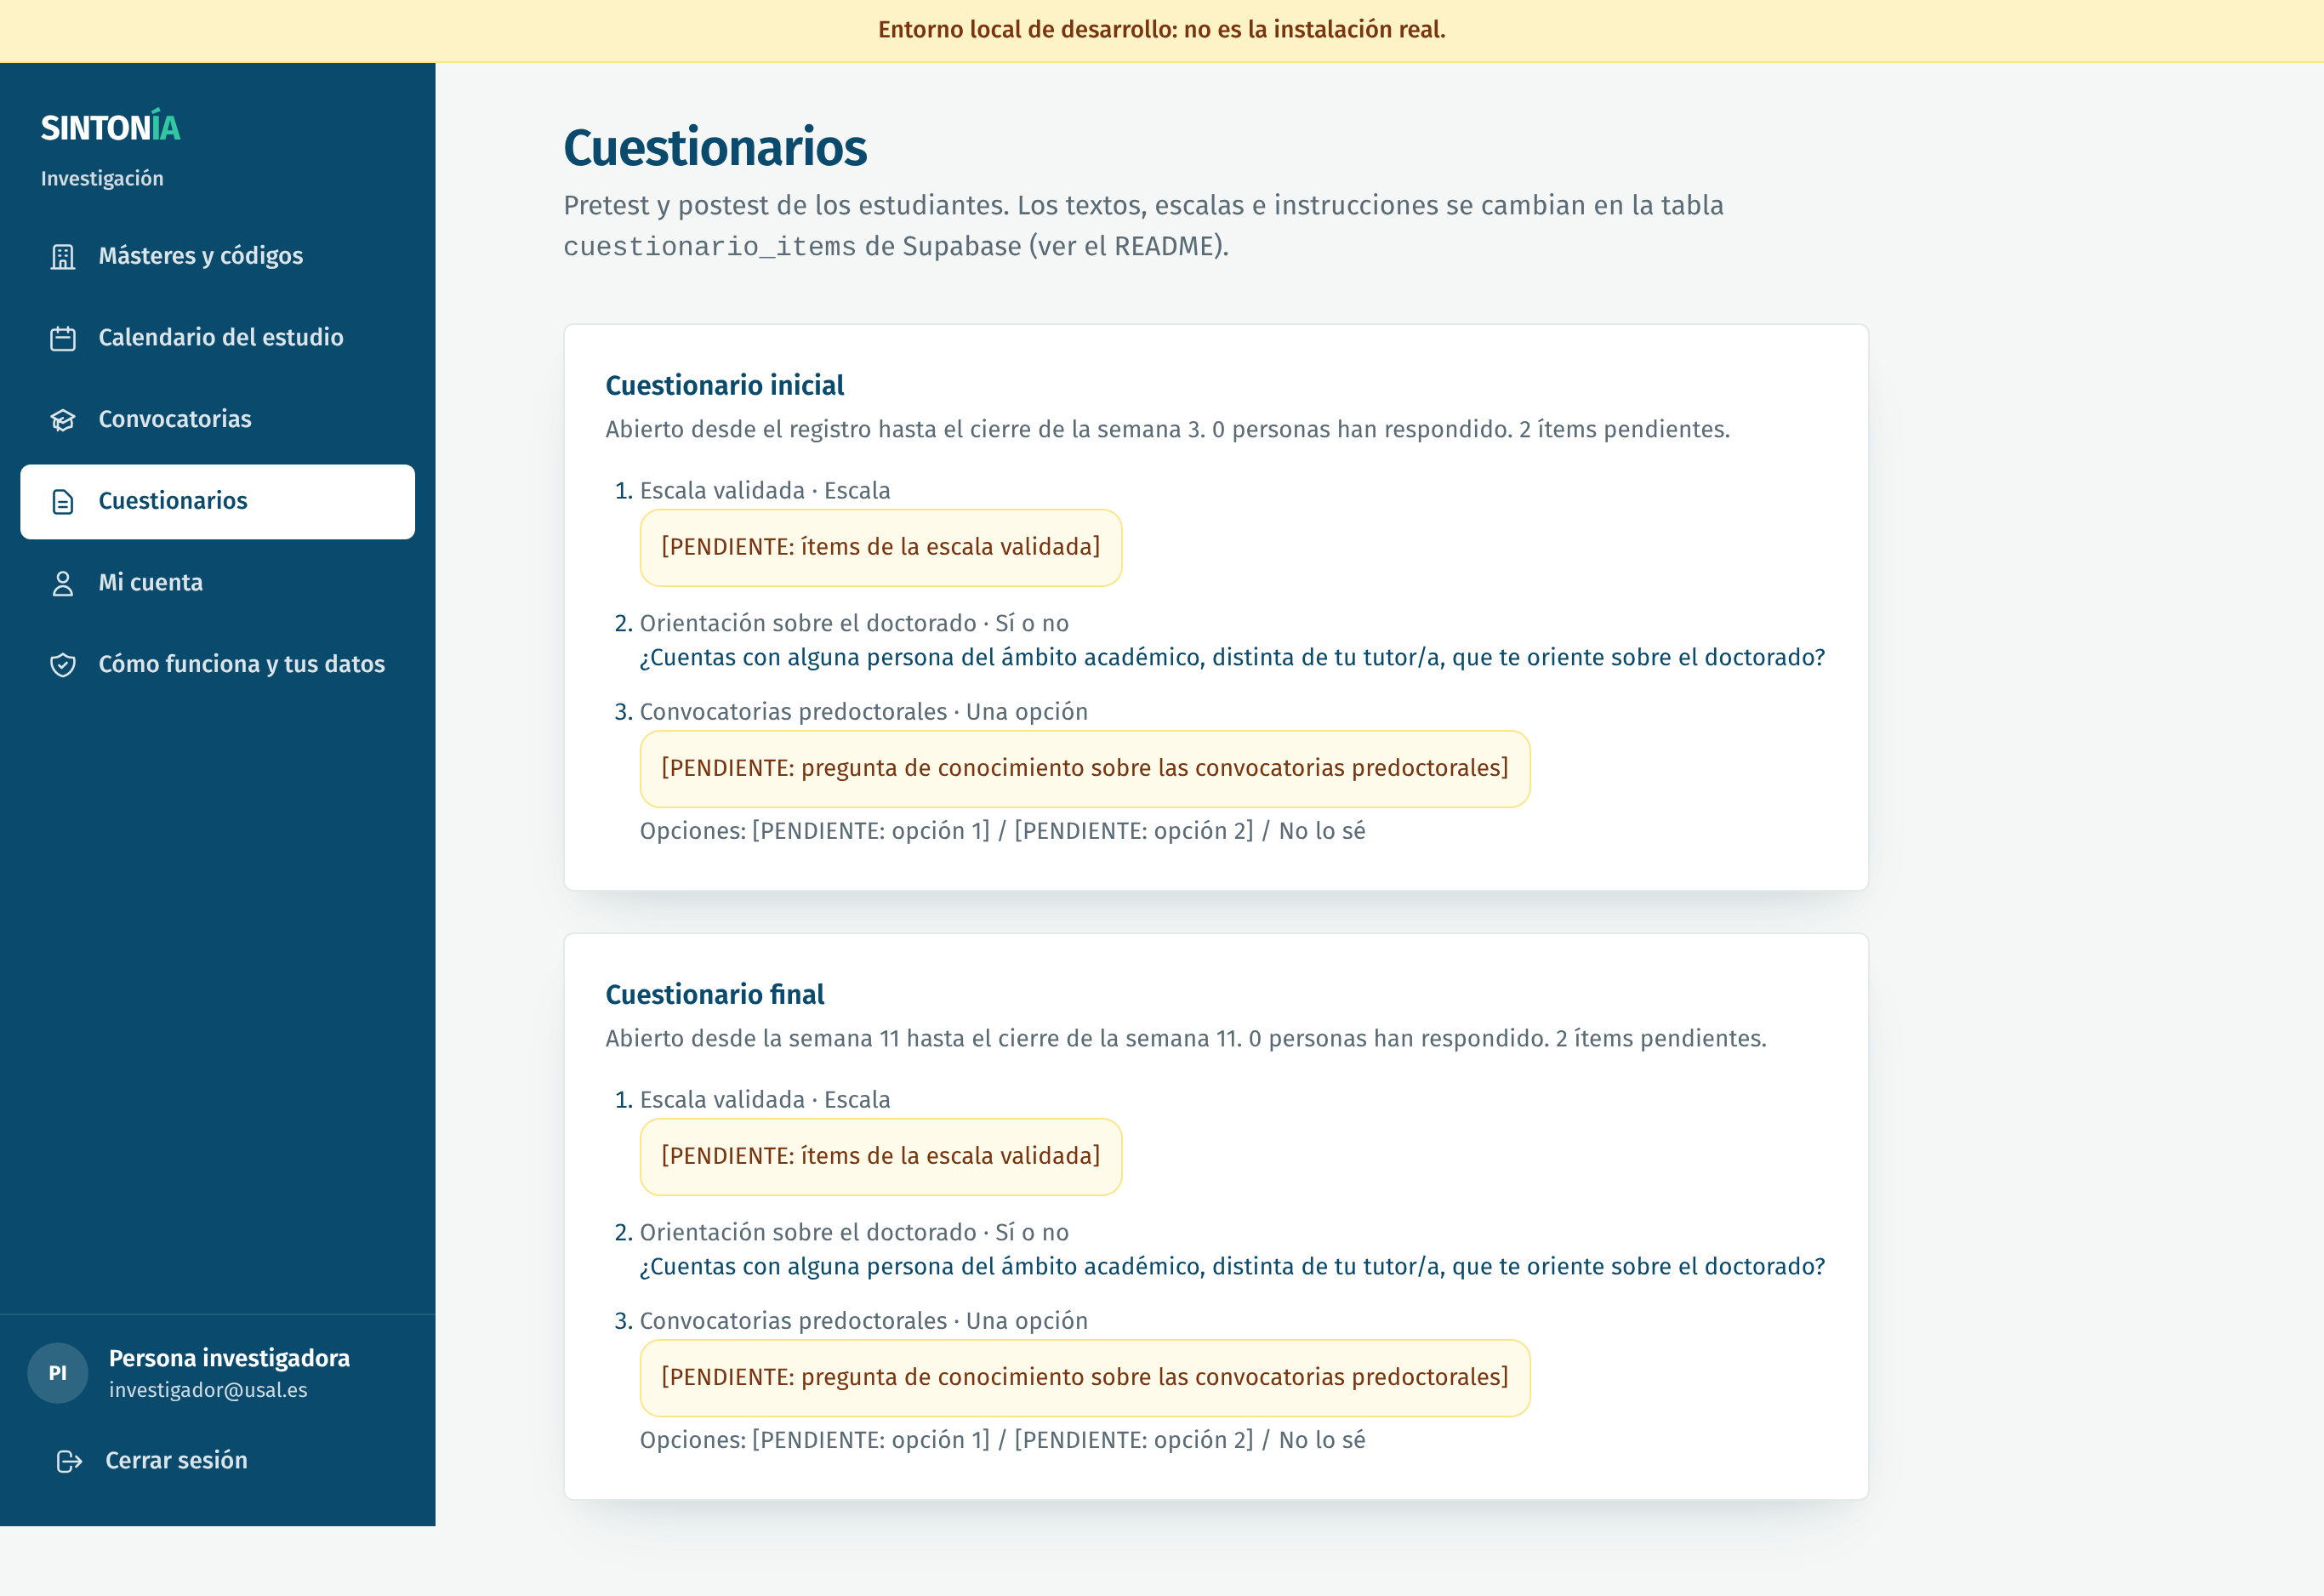 Entorno local de desarrollo: no es la instalación real.
SINTONÍA
Investigación
Másteres y códigos
Calendario del estudio
Convocatorias
Cuestionarios
Mi cuenta
Cómo funciona y tus datos
PI
Persona investigadora
investigador@usal.es
Cerrar sesión
Cuestionarios
Pretest y postest de los estudiantes. Los textos, escalas e instrucciones se cambian en la tabla
cuestionario_items de Supabase (ver el README).
Cuestionario inicial
Abierto desde el registro hasta el cierre de la semana 3. 0 personas han respondido. 2 ítems pendientes.
1. Escala validada · Escala
[PENDIENTE: ítems de la escala validada]
2. Orientación sobre el doctorado · Sí o no
¿Cuentas con alguna persona del ámbito académico, distinta de tu tutor/a, que te oriente sobre el doctorado?
3. Convocatorias predoctorales · Una opción
[PENDIENTE: pregunta de conocimiento sobre las convocatorias predoctorales]
Opciones: [PENDIENTE: opción 1] / [PENDIENTE: opción 2] / No lo sé
Cuestionario final
Abierto desde la semana 11 hasta el cierre de la semana 11. 0 personas han respondido. 2 ítems pendientes.
1. Escala validada · Escala
[PENDIENTE: ítems de la escala validada]
2. Orientación sobre el doctorado · Sí o no
¿Cuentas con alguna persona del ámbito académico, distinta de tu tutor/a, que te oriente sobre el doctorado?
3. Convocatorias predoctorales · Una opción
[PENDIENTE: pregunta de conocimiento sobre las convocatorias predoctorales]
Opciones: [PENDIENTE: opción 1] / [PENDIENTE: opción 2] / No lo sé